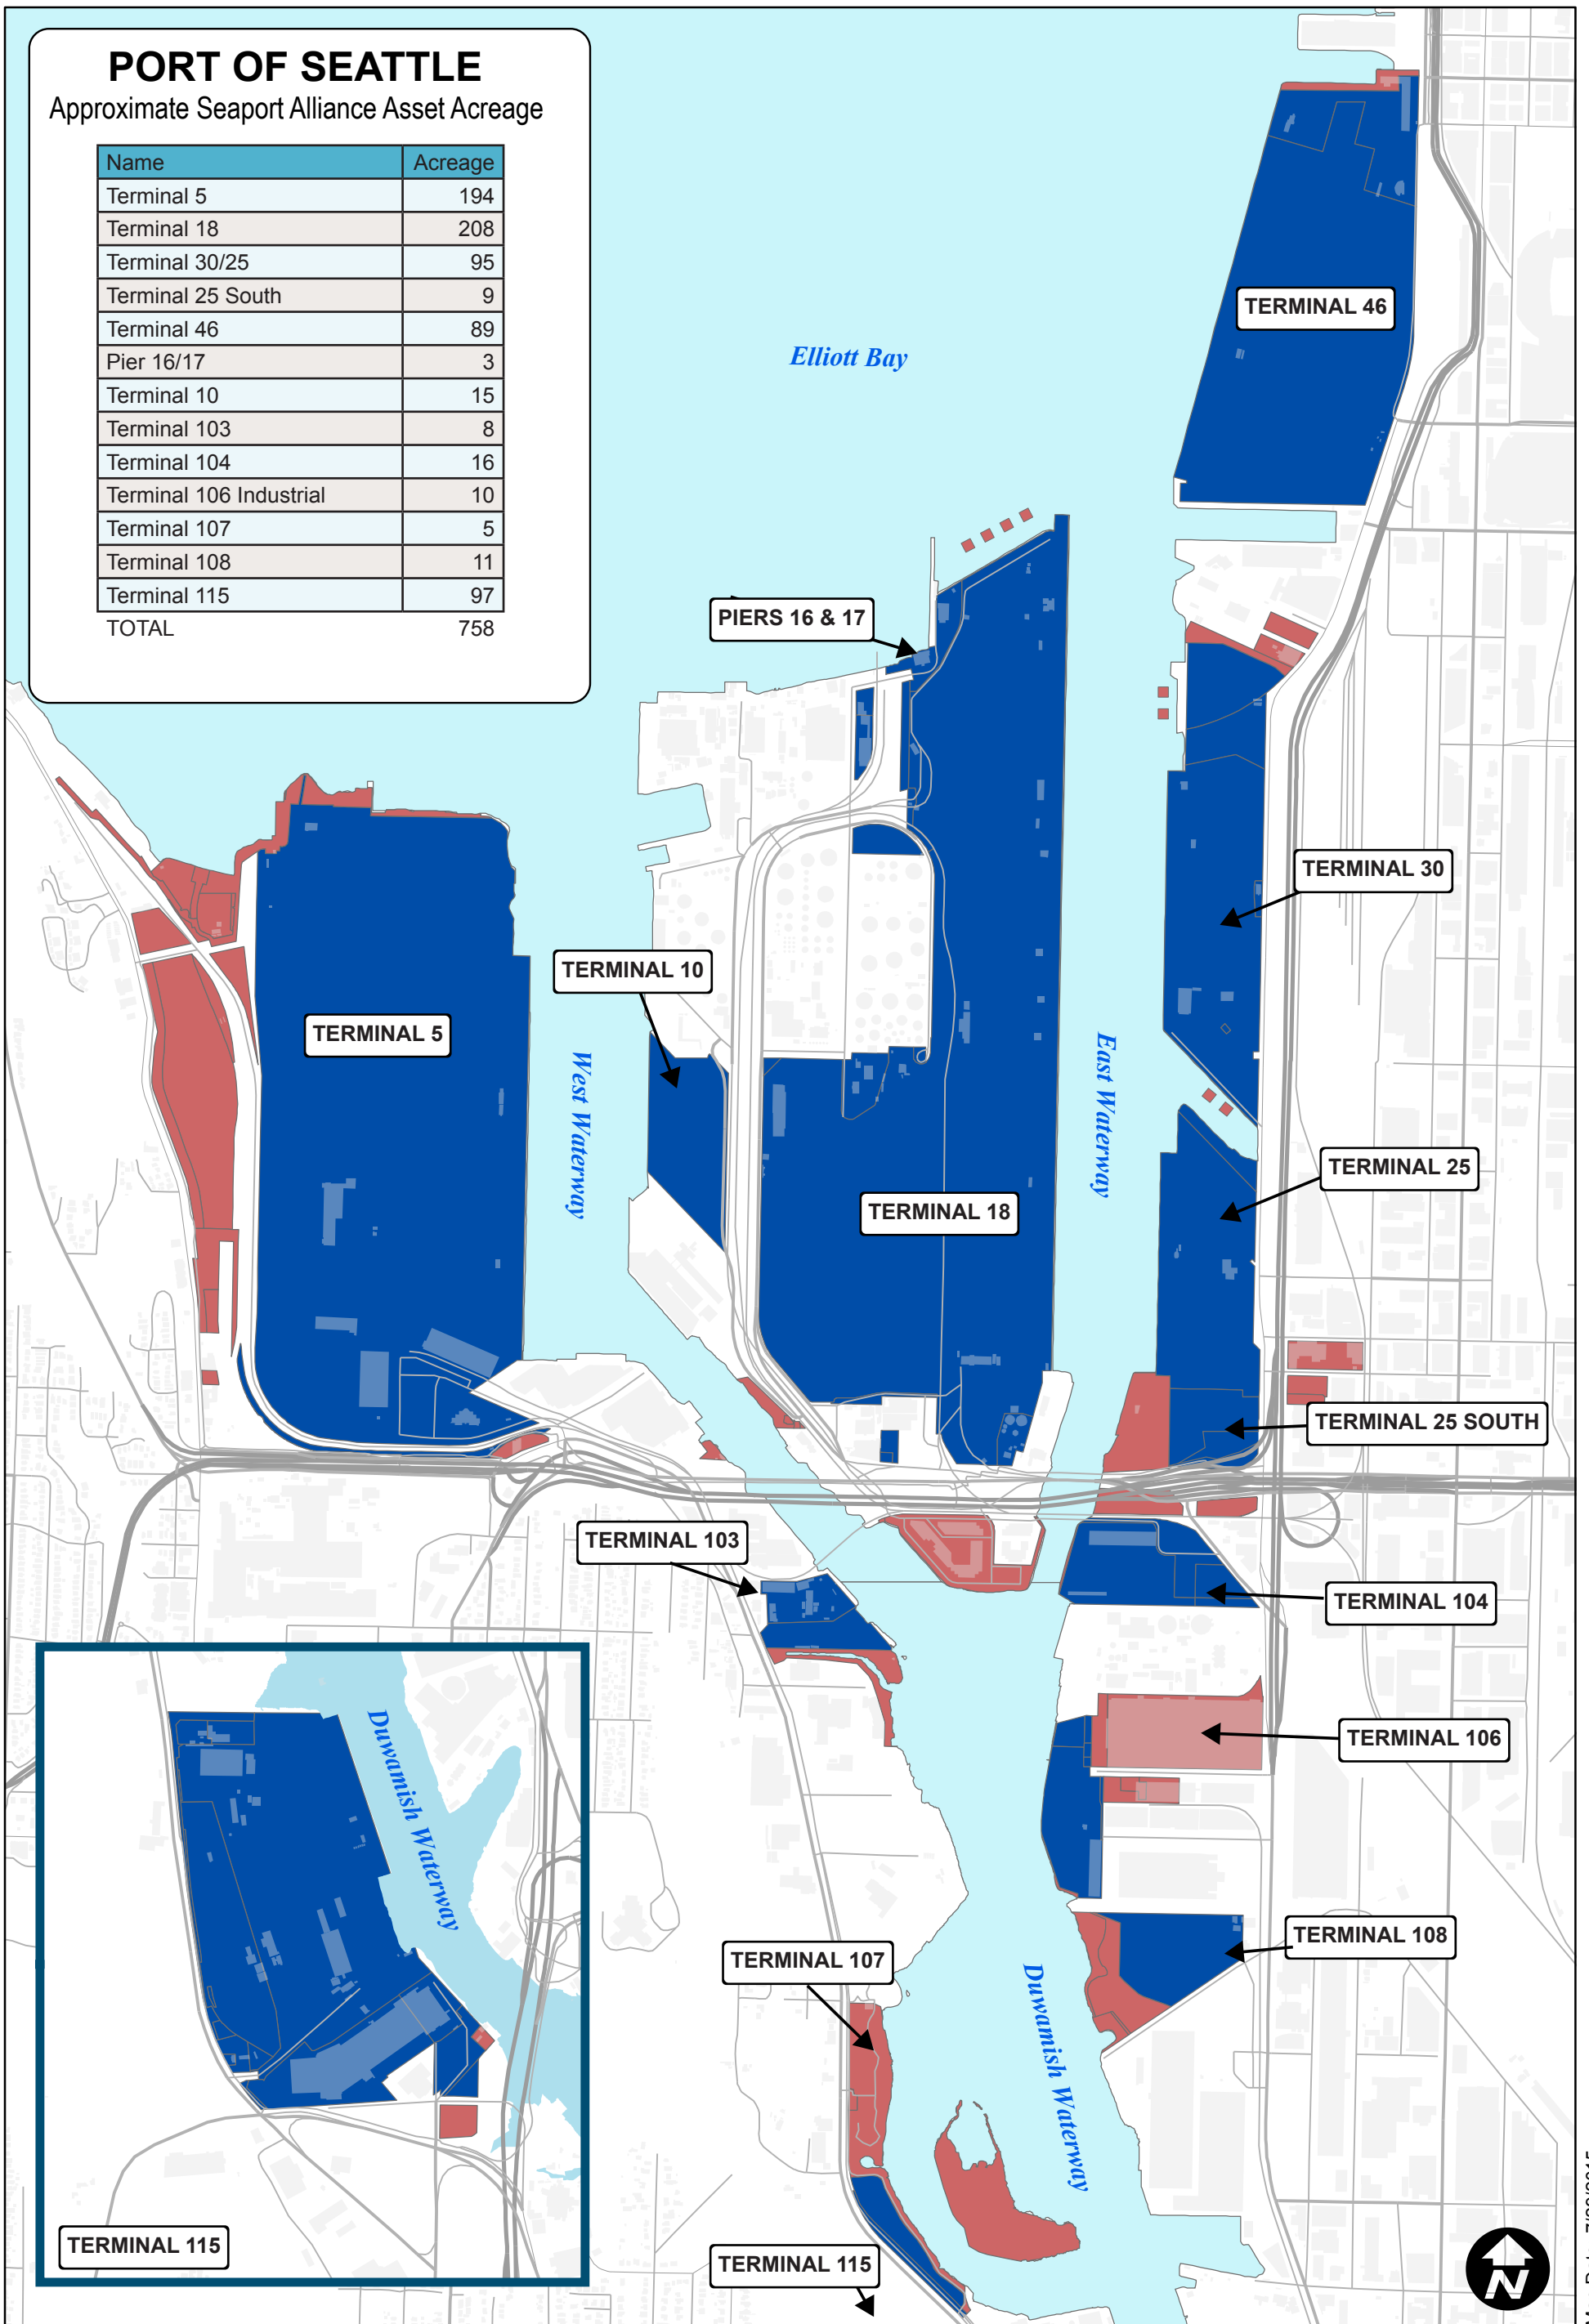 PORT OF SEATTLE
Approximate Seaport Alliance Asset Acreage
Name Acreage
Terminal 5 194
Terminal 18 208
Terminal 30/25 95
Terminal 25 South 9
Terminal 46 89
Pier 16/17 3
Terminal 10 15
Terminal 103 8
Terminal 104 16
Terminal 106 Industrial 10
Terminal 107 5
Terminal 108 11
Terminal 115 97
TOTAL 758
TERMINAL 46
Elliott Bay
PIERS 16 & 17
TERMINAL 30
TERMINAL 10
TERMINAL 5
West Waterway
East Waterway
TERMINAL 25
TERMINAL 18
TERMINAL 25 SOUTH
TERMINAL 103
TERMINAL 104
TERMINAL 106
Duwamish Waterway
TERMINAL 108
TERMINAL 107
Duwamish Waterway
TERMINAL 115
TERMINAL 115
N